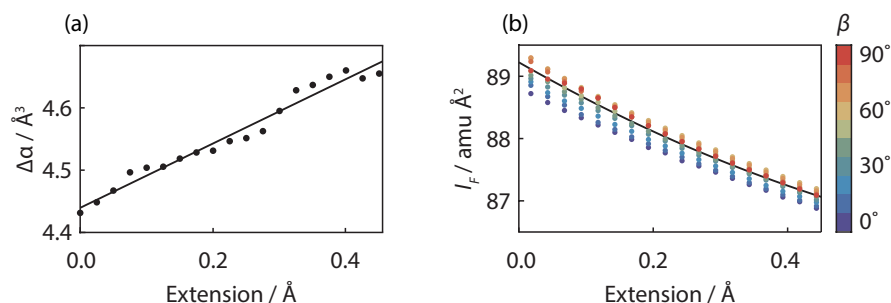 (a)
Δα / Å³
4.6
4.5
4.4
0.0 0.2 0.4
Extension / Å
(b)
I_F / amu Å²
89
88
87
0.0 0.2 0.4
Extension / Å
β
90°
60°
30°
0°